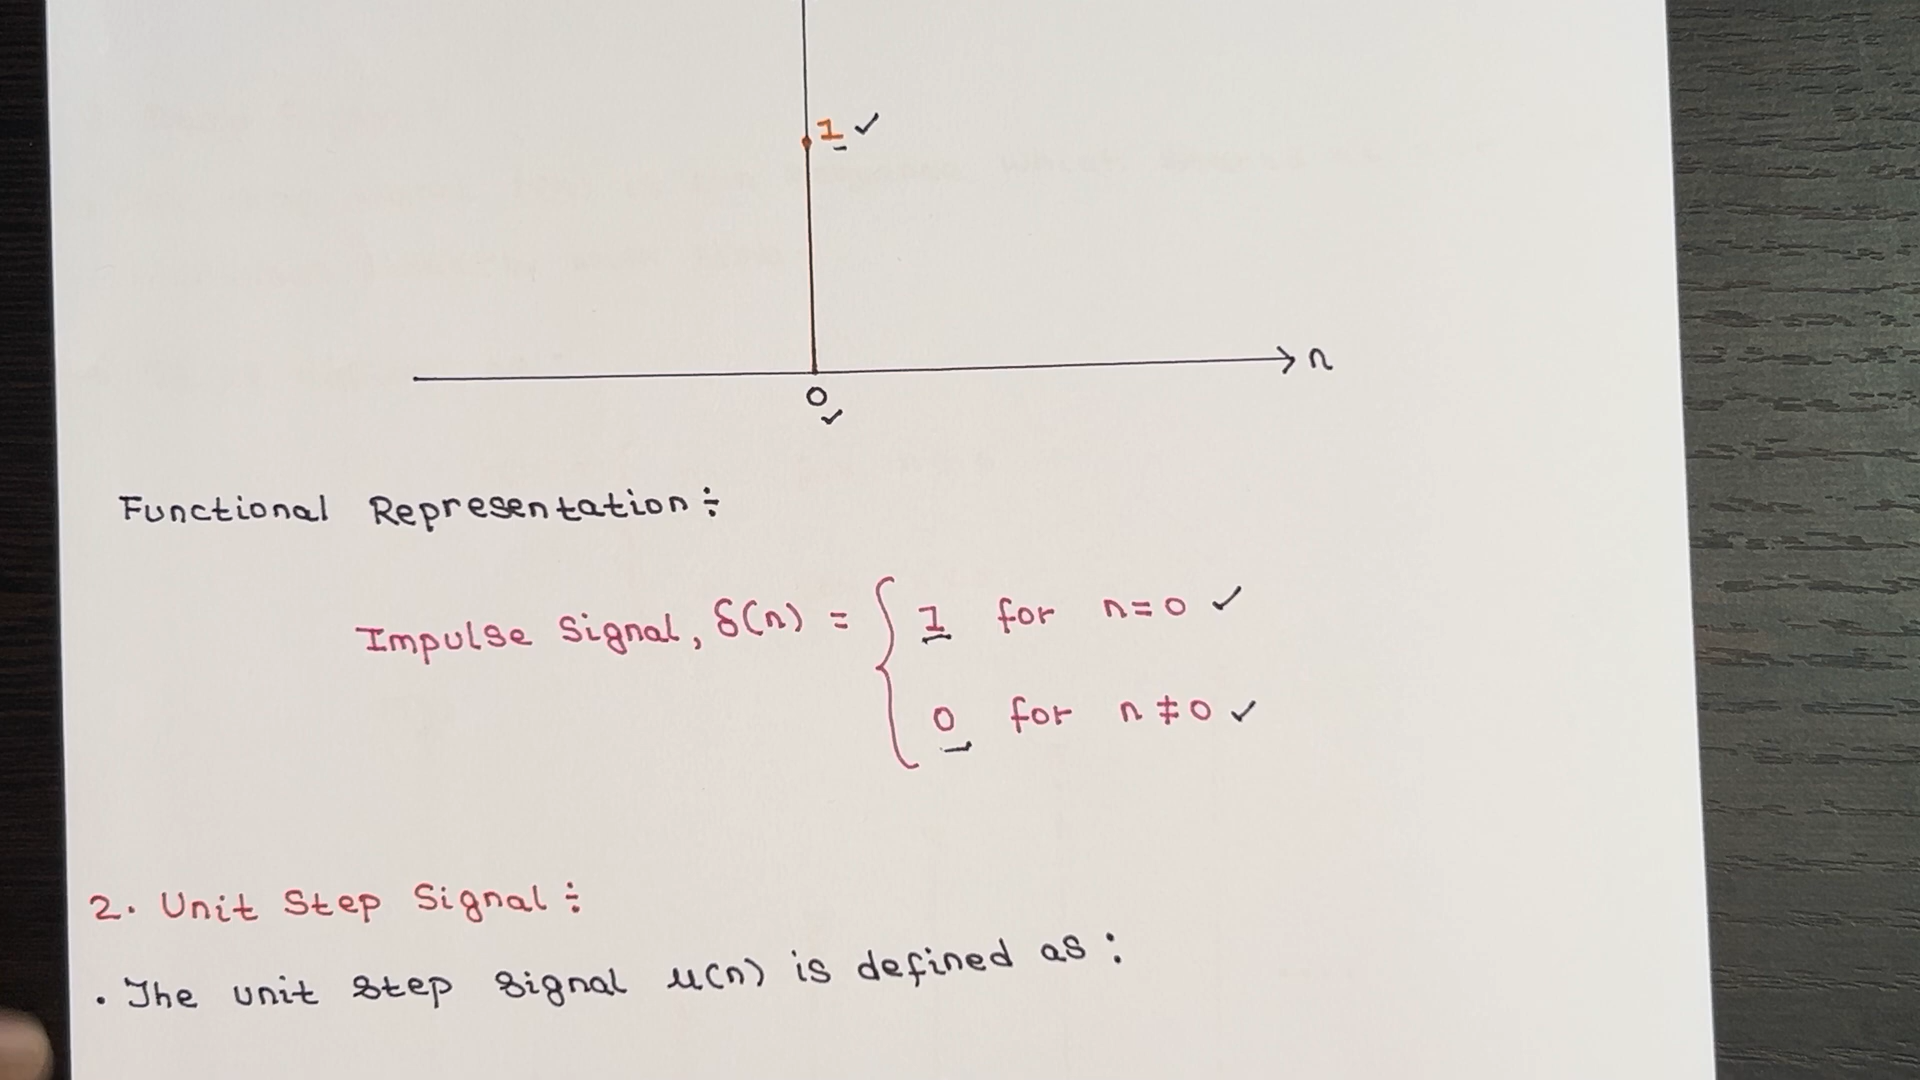 1 ✓
n
0 ✓
Functional Representation ÷
Impulse Signal, δ(n) = { 1 for n=0 ✓
0 for n≠0 ✓
2. Unit Step Signal ÷
• The unit step signal u(n) is defined as :